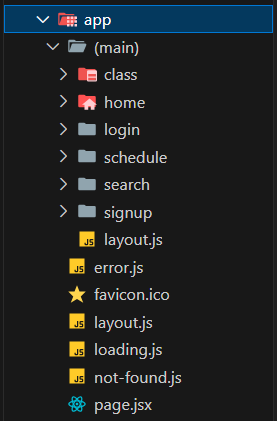 app
(main)
class
home
login
schedule
search
signup
JS layout.js
JS error.js
favicon.ico
JS layout.js
JS loading.js
JS not-found.js
page.jsx